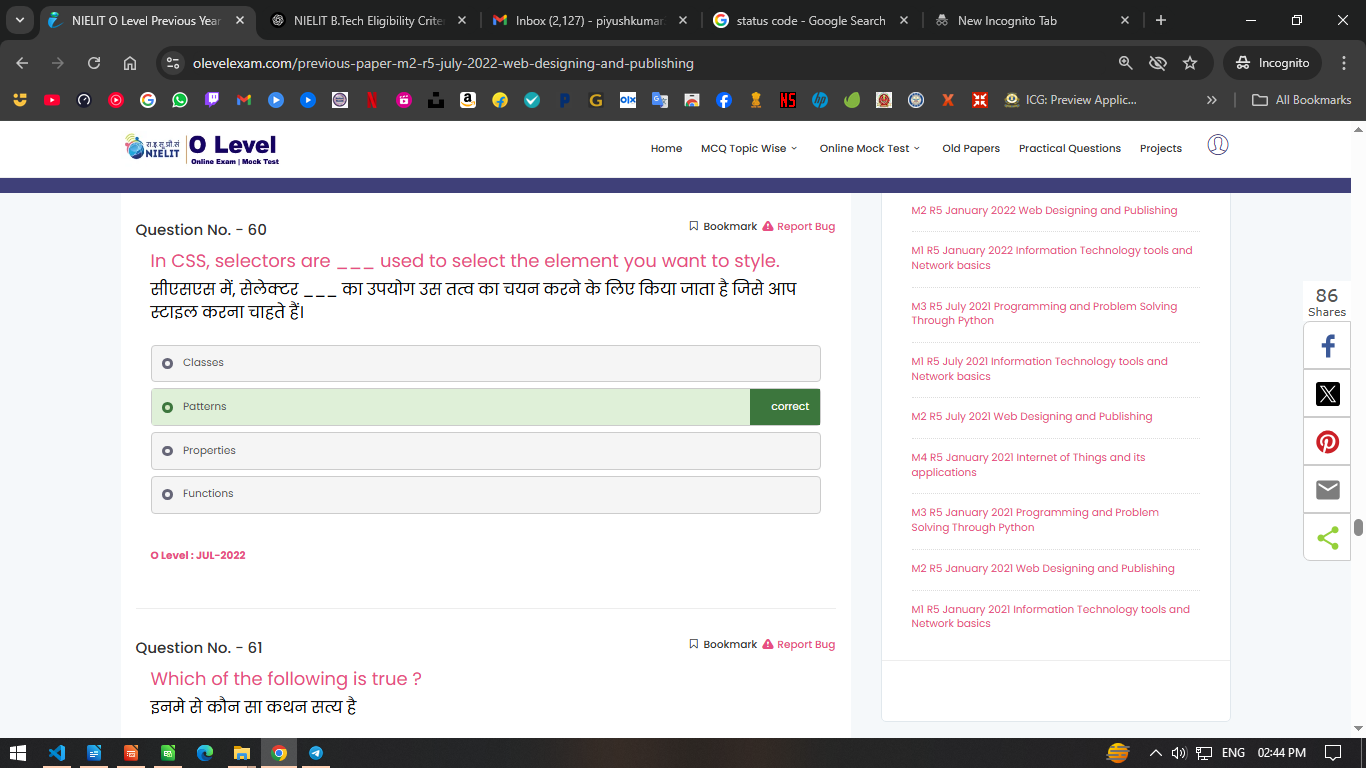 NIELIT O Level Previous Year
NIELIT B.Tech Eligibility Crite
Inbox (2,127) - piyushkumar
status code - Google Search
New Incognito Tab
olevelexam.com/previous-paper-m2-r5-july-2022-web-designing-and-publishing
Incognito
ICG: Preview Applic...
All Bookmarks
रा.इ.सू.प्रौ.सं
NIELIT
O Level
Online Exam | Mock Test
Home
MCQ Topic Wise
Online Mock Test
Old Papers
Practical Questions
Projects
Question No. - 60
Bookmark
Report Bug
In CSS, selectors are ___ used to select the element you want to style.
सीएसएस में, सेलेक्टर ___ का उपयोग उस तत्व का चयन करने के लिए किया जाता है जिसे आप
स्टाइल करना चाहते हैं।
Classes
Patterns
correct
Properties
Functions
O Level : JUL-2022
Question No. - 61
Bookmark
Report Bug
Which of the following is true ?
इनमे से कौन सा कथन सत्य है
M2 R5 January 2022 Web Designing and Publishing
M1 R5 January 2022 Information Technology tools and
Network basics
M3 R5 July 2021 Programming and Problem Solving
Through Python
M1 R5 July 2021 Information Technology tools and
Network basics
M2 R5 July 2021 Web Designing and Publishing
M4 R5 January 2021 Internet of Things and its
applications
M3 R5 January 2021 Programming and Problem
Solving Through Python
M2 R5 January 2021 Web Designing and Publishing
M1 R5 January 2021 Information Technology tools and
Network basics
86
Shares
ENG
02:44 PM